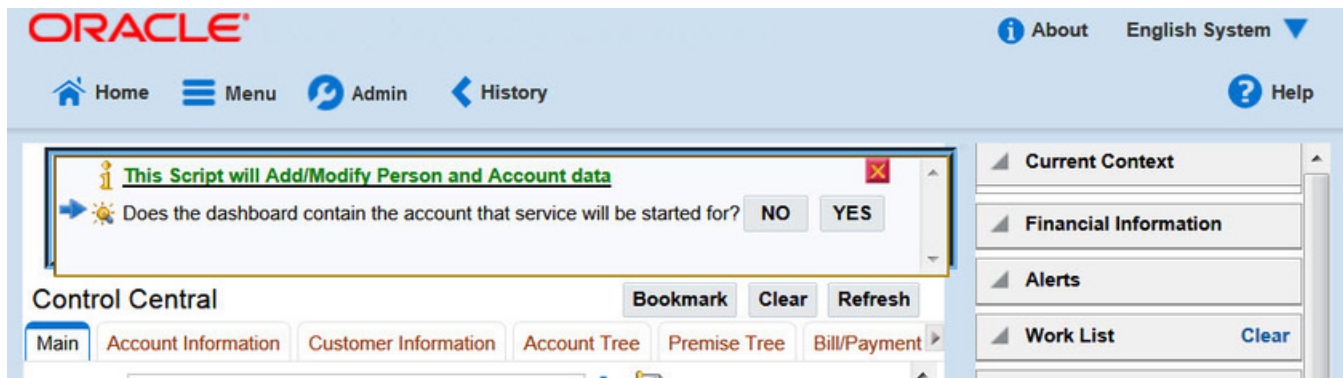 ORACLE
About English System
Home Menu Admin History
Help
This Script will Add/Modify Person and Account data
Does the dashboard contain the account that service will be started for? NO YES
Control Central
Bookmark Clear Refresh
Main Account Information Customer Information Account Tree Premise Tree Bill/Payment
Current Context
Financial Information
Alerts
Work List Clear